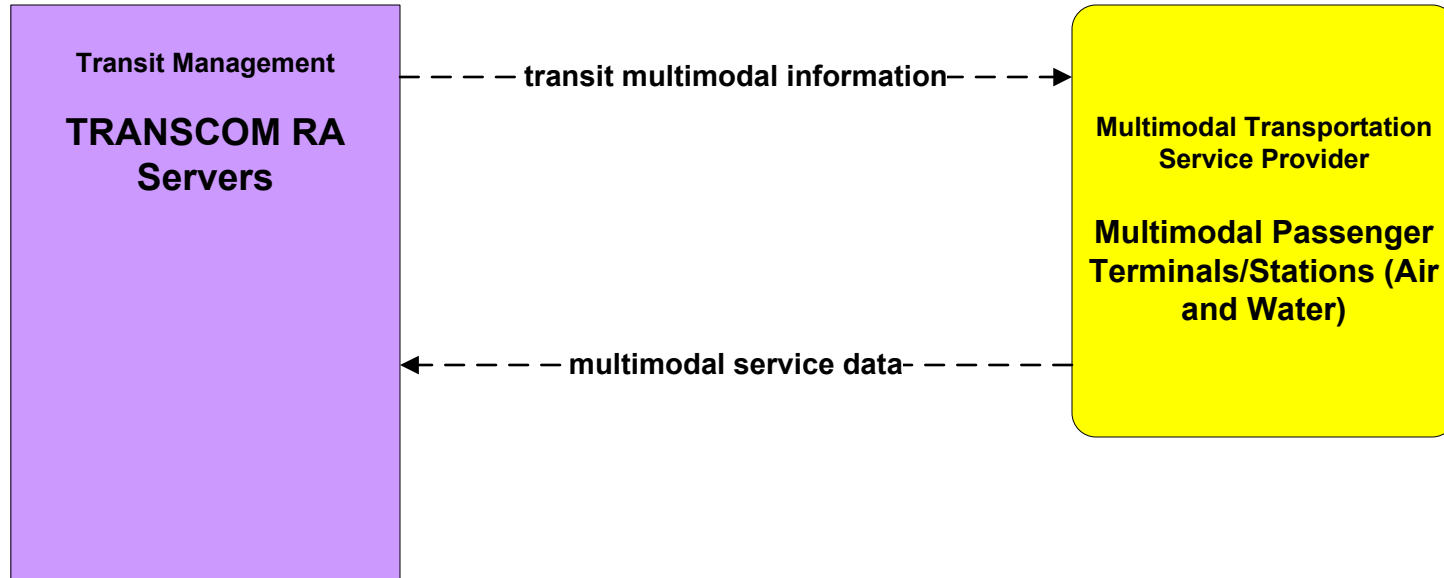 Transit Management
TRANSCOM RA
Servers
transit multimodal information
Multimodal Transportation
Service Provider
Multimodal Passenger
Terminals/Stations (Air
and Water)
multimodal service data